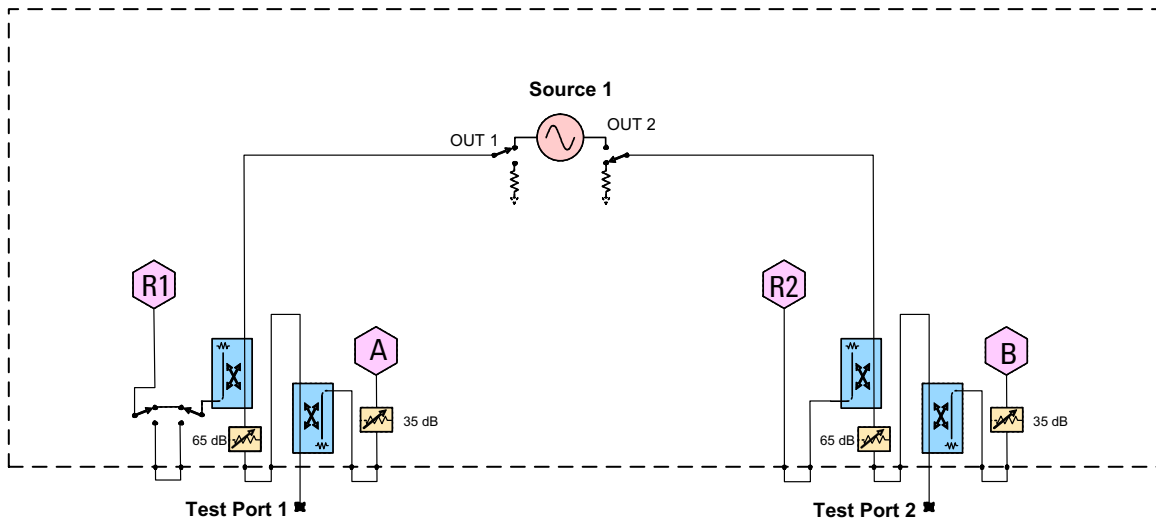 Source 1
OUT 1
OUT 2
R1
A
R2
B
65 dB
35 dB
65 dB
35 dB
Test Port 1
Test Port 2